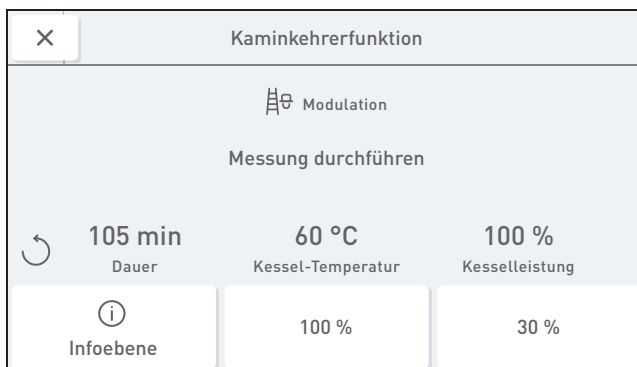 Kaminkehrerfunktion
Modulation
Messung durchführen
105 min 60 °C 100 %
Dauer Kessel-Temperatur Kesselleistung
Infoebene 100 % 30 %